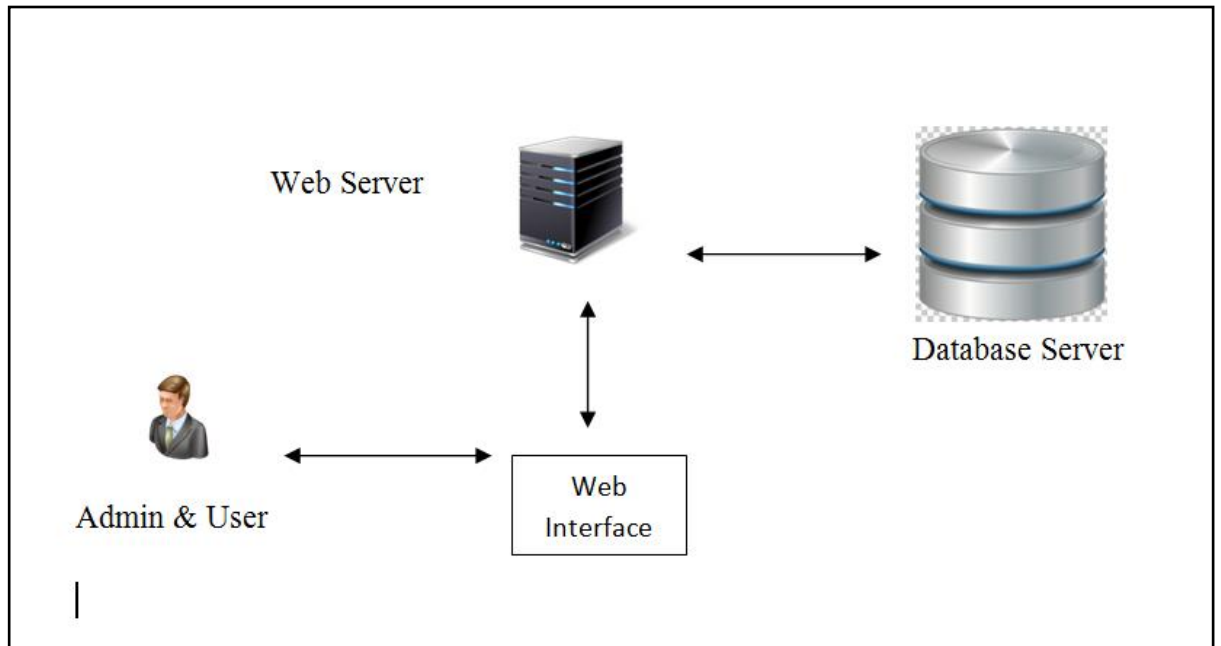 Web Server
Database Server
Admin & User
Web
Interface